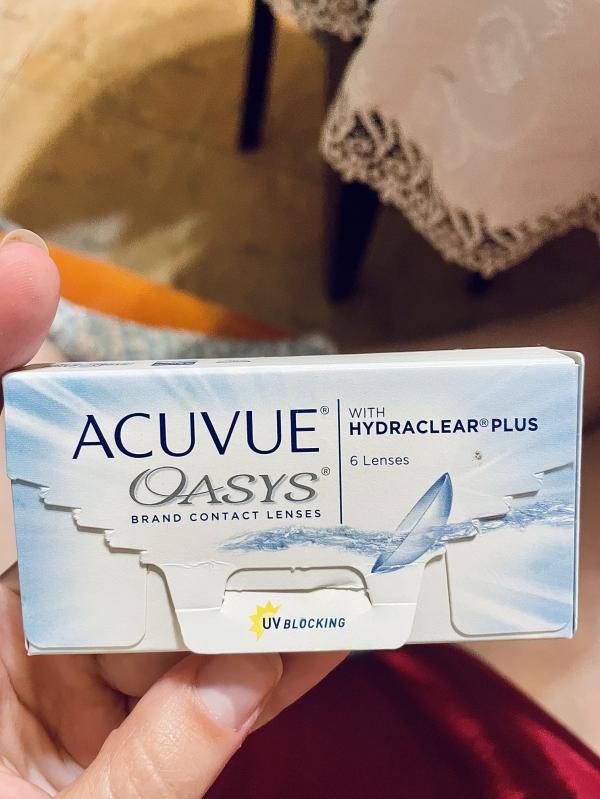 ACUVUE®
OASYS®
BRAND CONTACT LENSES
WITH
HYDRACLEAR® PLUS
6 Lenses
UV BLOCKING